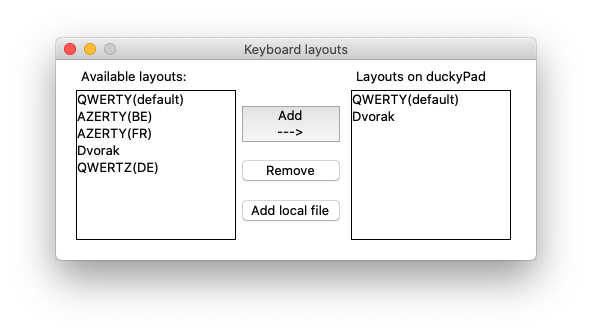 Keyboard layouts
Available layouts:
QWERTY(default)
AZERTY(BE)
AZERTY(FR)
Dvorak
QWERTZ(DE)
Add
--->
Remove
Add local file
Layouts on duckyPad
QWERTY(default)
Dvorak